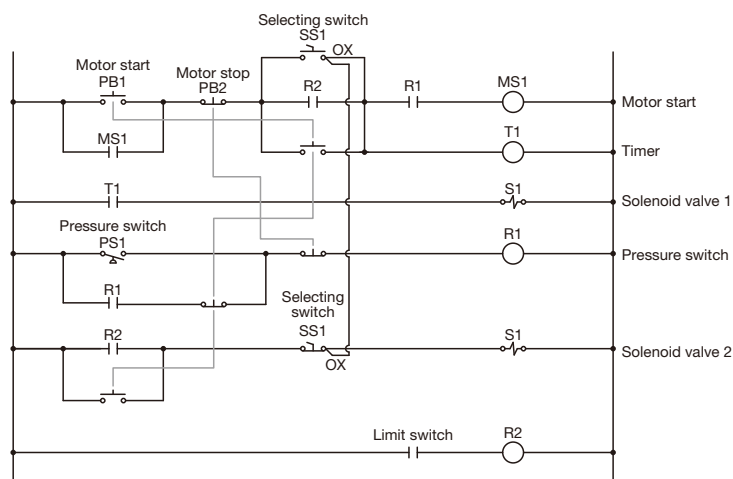 Selecting switch
SS1
OX
Motor start
PB1
Motor stop
PB2
R2
R1
MS1
Motor start
MS1
T1
Timer
T1
S1
Solenoid valve 1
Pressure switch
PS1
R1
Pressure switch
R1
Selecting
switch
SS1
OX
R2
S1
Solenoid valve 2
Limit switch
R2